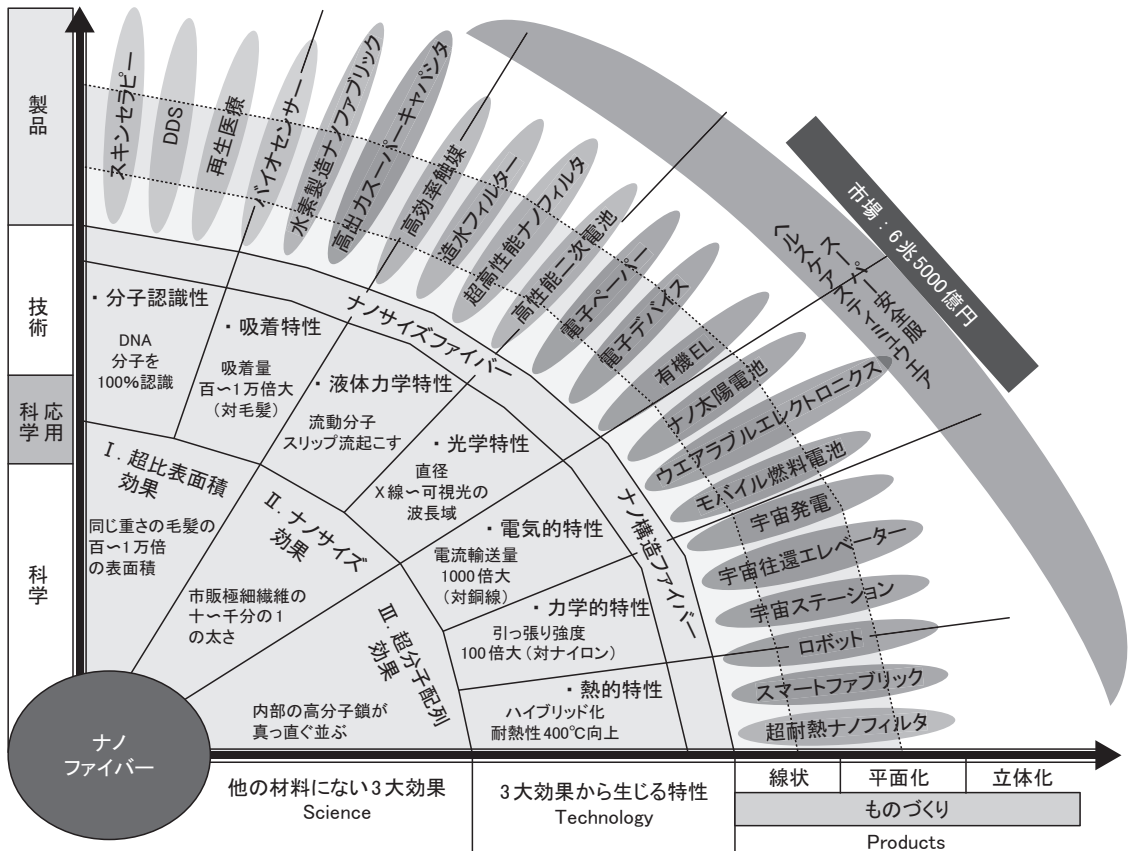 製品
技術
応用
科学
科学
スキンセラピー
DDS
再生医療
バイオセンサー
水素製造ナノファブリック
高出力スーパーキャパシタ
高効率触媒
造水フィルター
超高性能ナノフィルタ
高性能二次電池
電子ペーパー
電子デバイス
有機EL
ナノ太陽電池
ウエアラブルエレクトロニクス
モバイル燃料電池
宇宙発電
宇宙往還エレベーター
宇宙ステーション
ロボット
スマートファブリック
超耐熱ナノフィルタ
市場：6兆5000億円
スーパー安全服
ヘルスケアスティミュウエア
ナノサイズファイバー
ナノ構造ファイバー
・分子認識性
DNA
分子を
100%認識
・吸着特性
吸着量
百～1万倍大
（対毛髪）
・液体力学特性
流動分子
スリップ流起こす
・光学特性
直径
X線～可視光の
波長域
・電気的特性
電流輸送量
1000倍大
（対銅線）
・力学的特性
引っ張り強度
100倍大（対ナイロン）
・熱的特性
ハイブリッド化
耐熱性400℃向上
Ⅰ．超比表面積
効果
同じ重さの毛髪の
百～1万倍
の表面積
Ⅱ．ナノサイズ
効果
市販極細繊維の
十～千分の1
の太さ
Ⅲ．超分子配列
効果
内部の高分子鎖が
真っ直ぐ並ぶ
ナノ
ファイバー
他の材料にない3大効果
Science
3大効果から生じる特性
Technology
線状
平面化
立体化
ものづくり
Products